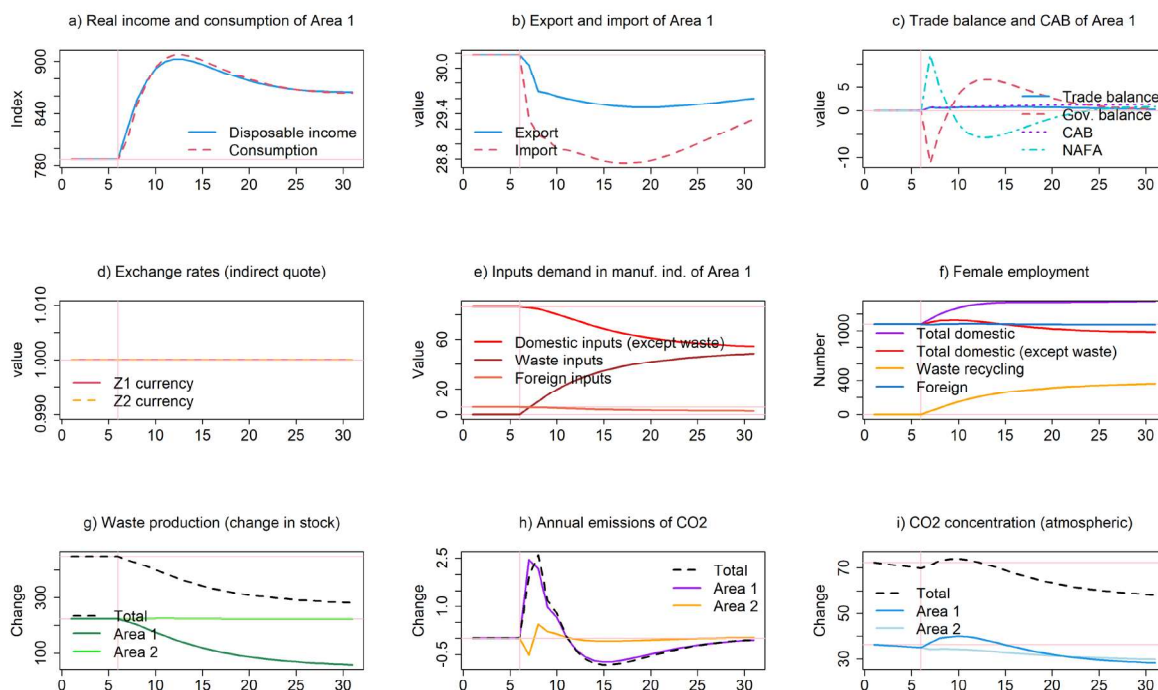 a) Real income and consumption of Area 1
Index
780 840 900
Disposable income
Consumption
0 5 10 15 20 25 30
b) Export and import of Area 1
value
28.8 29.4 30.0
Export
Import
0 5 10 15 20 25 30
c) Trade balance and CAB of Area 1
value
-10 0 5
Trade balance
Gov. balance
CAB
NAFA
0 5 10 15 20 25 30
d) Exchange rates (indirect quote)
value
0.990 1.000 1.010
Z1 currency
Z2 currency
0 5 10 15 20 25 30
e) Inputs demand in manuf. ind. of Area 1
Value
0 20 60
Domestic inputs (except waste)
Waste inputs
Foreign inputs
0 5 10 15 20 25 30
f) Female employment
Number
0 400 1000
Total domestic
Total domestic (except waste)
Waste recycling
Foreign
0 5 10 15 20 25 30
g) Waste production (change in stock)
Change
100 300
Total
Area 1
Area 2
0 5 10 15 20 25 30
h) Annual emissions of CO2
Change
-0.5 1.0 2.5
Total
Area 1
Area 2
0 5 10 15 20 25 30
i) CO2 concentration (atmospheric)
Change
30 50 70
Total
Area 1
Area 2
0 5 10 15 20 25 30